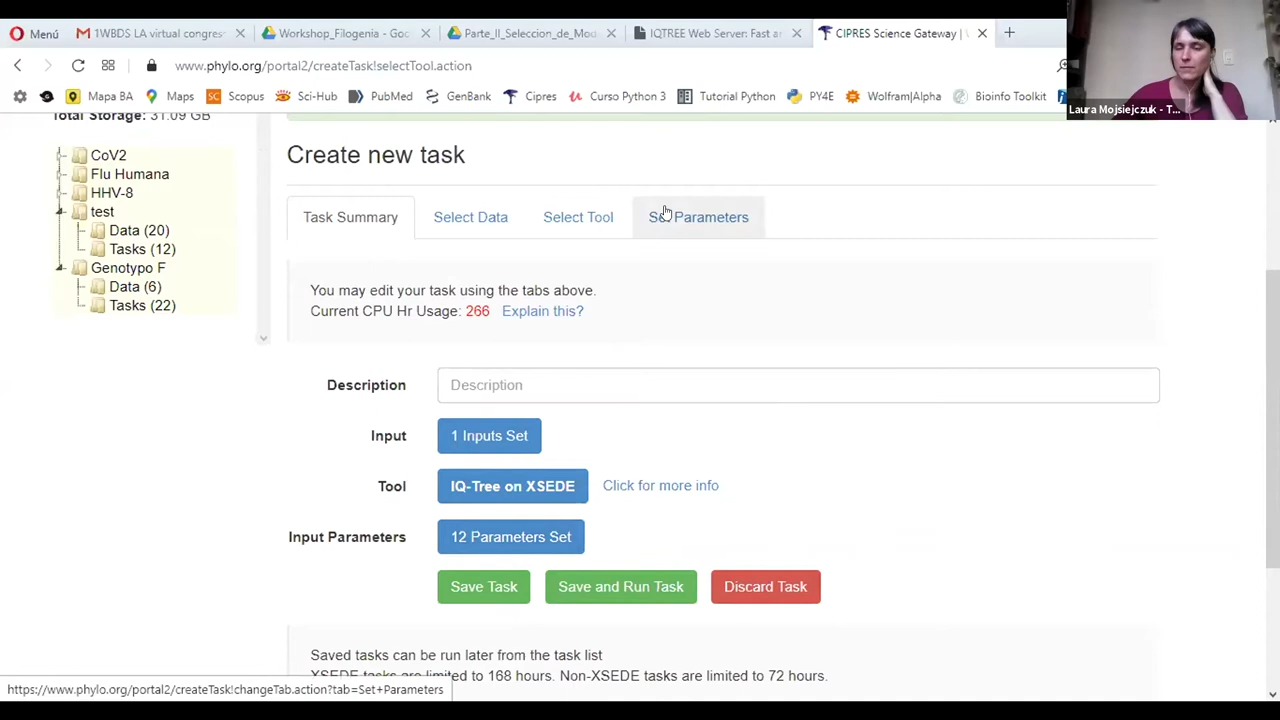 Menú
1WBDS LA virtual congres
Workshop_Filogenia - Goo
Parte_II_Seleccion_de_Mod
IQTREE Web Server: Fast an
CIPRES Science Gateway |
www.phylo.org/portal2/createTask!selectTool.action
Mapa BA
Maps
SC Scopus
Sci-Hub
PubMed
GenBank
Cipres
Curso Python 3
Tutorial Python
PY4E
Wolfram|Alpha
Bioinfo Toolkit
Laura Mojsiejczuk - T...
Total Storage: 31.09 GB
CoV2
Flu Humana
HHV-8
test
Data (20)
Tasks (12)
Genotypo F
Data (6)
Tasks (22)
Create new task
Task Summary
Select Data
Select Tool
Set Parameters
You may edit your task using the tabs above.
Current CPU Hr Usage: 266 Explain this?
Description Description
Input 1 Inputs Set
Tool IQ-Tree on XSEDE Click for more info
Input Parameters 12 Parameters Set
Save Task Save and Run Task Discard Task
Saved tasks can be run later from the task list
XSEDE tasks are limited to 168 hours. Non-XSEDE tasks are limited to 72 hours.
https://www.phylo.org/portal2/createTask!changeTab.action?tab=Set+Parameters